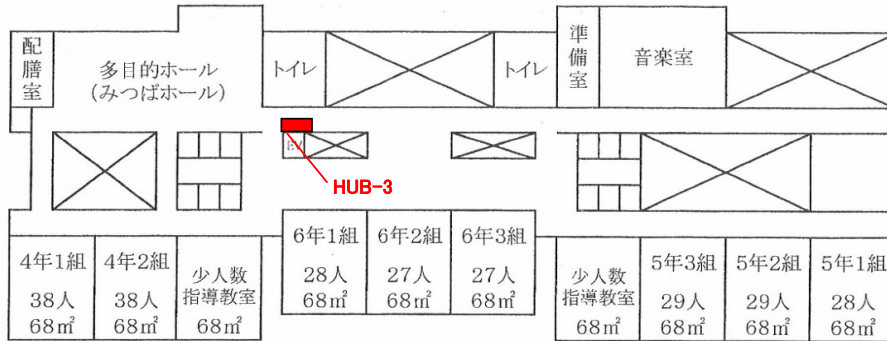 配膳室
多目的ホール
(みつばホール)
トイレ
トイレ
準備室
音楽室
EV
HUB-3
4年1組
38人
68㎡
4年2組
38人
68㎡
少人数
指導教室
68㎡
6年1組
28人
68㎡
6年2組
27人
68㎡
6年3組
27人
68㎡
少人数
指導教室
68㎡
5年3組
29人
68㎡
5年2組
29人
68㎡
5年1組
28人
68㎡